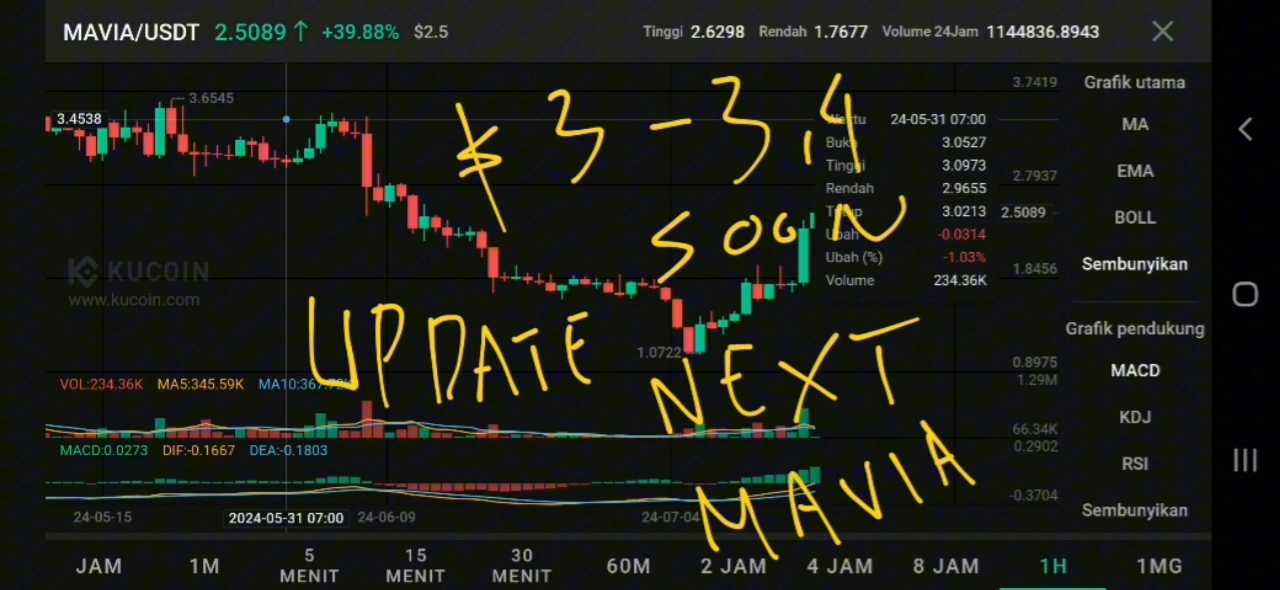 MAVIA/USDT 2.5089↑ +39.88% $2.5 Tinggi 2.6298 Rendah 1.7677 Volume 24Jam 1144836.8943
3.7419
3.6545
3.4538
$3 - 3,4
SOON
24-05-31 07:00
Buka 3.0527
Tinggi 3.0973
Rendah 2.9655
Tutup 3.0213
Ubah -0.0314
Ubah (%) -1.03%
Volume 234.36K
2.7937
2.5089
1.8456
KUCOIN
www.kucoin.com
UPDATE
NEXT
MAVIA
1.0722
0.8975
VOL:234.36K MA5:345.59K
1.29M
66.34K
MACD:0.0273 DIF:-0.1667 DEA:-0.1803
0.2902
-0.3704
24-05-15 2024-05-31 07:00 24-06-09 24-07-04
Grafik utama
MA
EMA
BOLL
Sembunyikan
Grafik pendukung
MACD
KDJ
RSI
Sembunyikan
JAM 1M 5 MENIT 15 MENIT 30 MENIT 60M 2 JAM 4 JAM 8 JAM 1H 1MG